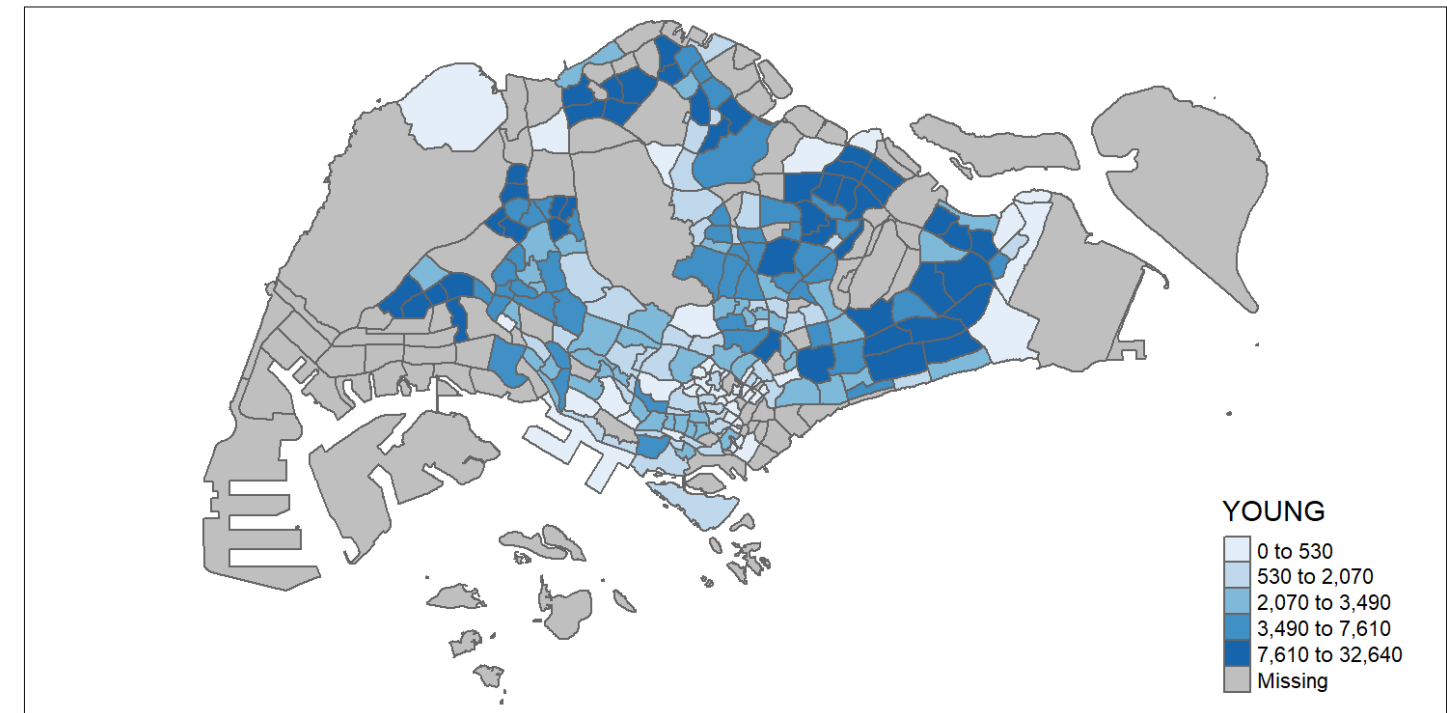 YOUNG
0 to 530
530 to 2,070
2,070 to 3,490
3,490 to 7,610
7,610 to 32,640
Missing